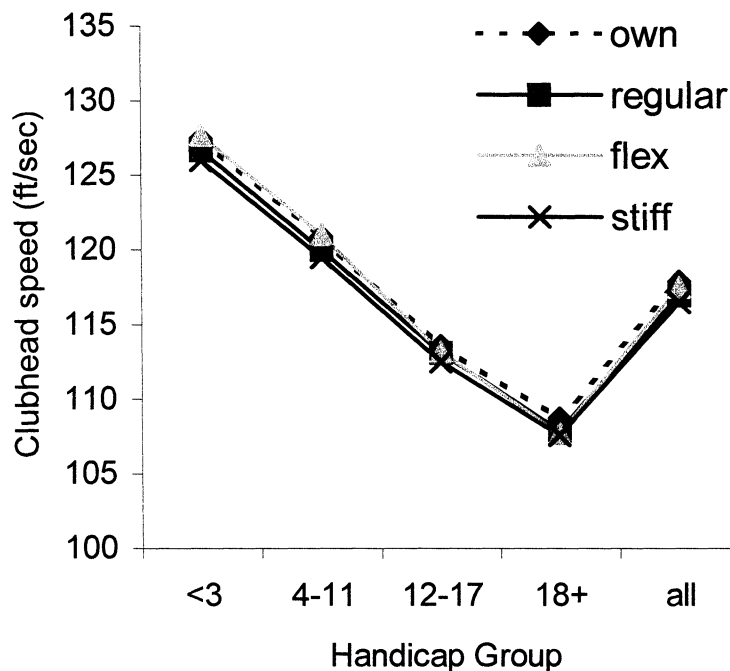 135
130
125
120
115
110
105
100
Clubhead speed (ft/sec)
own
regular
flex
stiff
<3
4-11
12-17
18+
all
Handicap Group